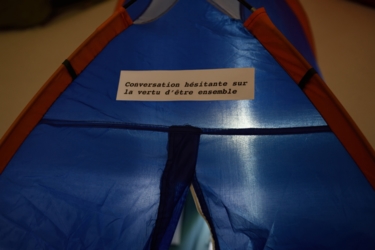 Conversation hésitante sur
la vertu d'être ensemble